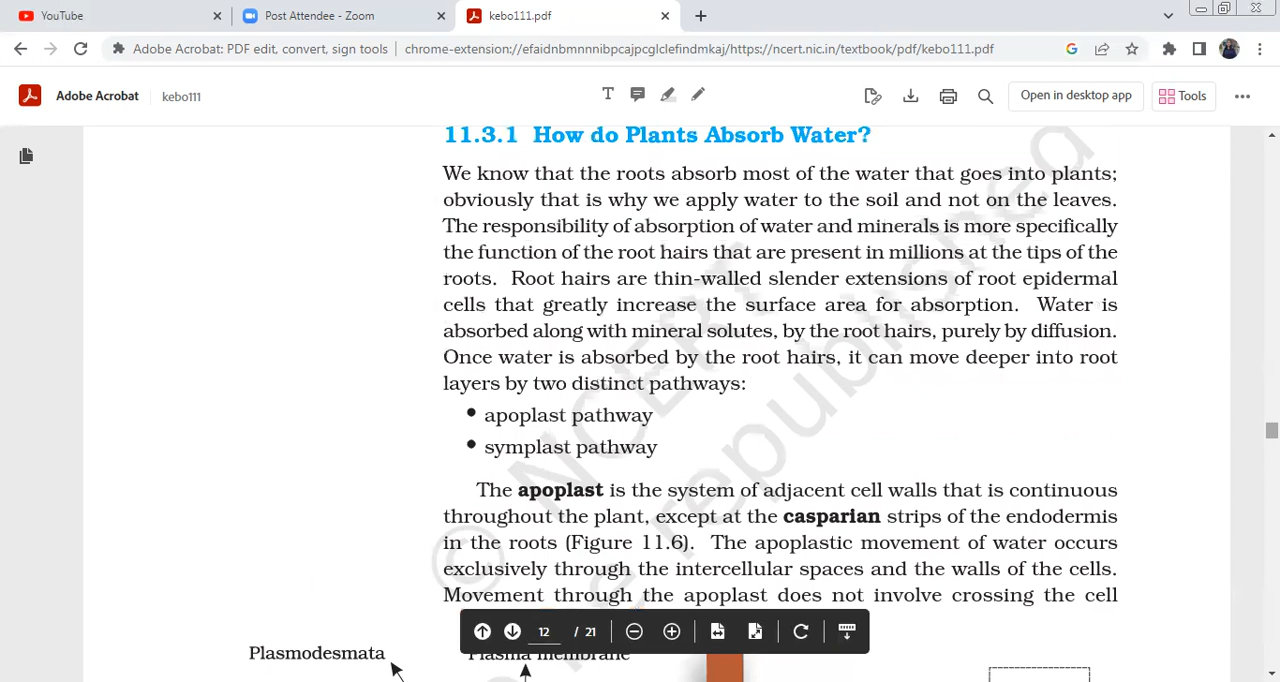 YouTube
Post Attendee - Zoom
kebo111.pdf
Adobe Acrobat: PDF edit, convert, sign tools
chrome-extension://efaidnbmnnnibpcajpcglclefindmkaj/https://ncert.nic.in/textbook/pdf/kebo111.pdf
Adobe Acrobat
kebo111
Open in desktop app
Tools
11.3.1 How do Plants Absorb Water?
We know that the roots absorb most of the water that goes into plants;
obviously that is why we apply water to the soil and not on the leaves.
The responsibility of absorption of water and minerals is more specifically
the function of the root hairs that are present in millions at the tips of the
roots. Root hairs are thin-walled slender extensions of root epidermal
cells that greatly increase the surface area for absorption. Water is
absorbed along with mineral solutes, by the root hairs, purely by diffusion.
Once water is absorbed by the root hairs, it can move deeper into root
layers by two distinct pathways:
• apoplast pathway
• symplast pathway
The apoplast is the system of adjacent cell walls that is continuous
throughout the plant, except at the casparian strips of the endodermis
in the roots (Figure 11.6). The apoplastic movement of water occurs
exclusively through the intercellular spaces and the walls of the cells.
Movement through the apoplast does not involve crossing the cell
12 / 21
Plasmodesmata
Plasma membrane
© NCERT
be republished